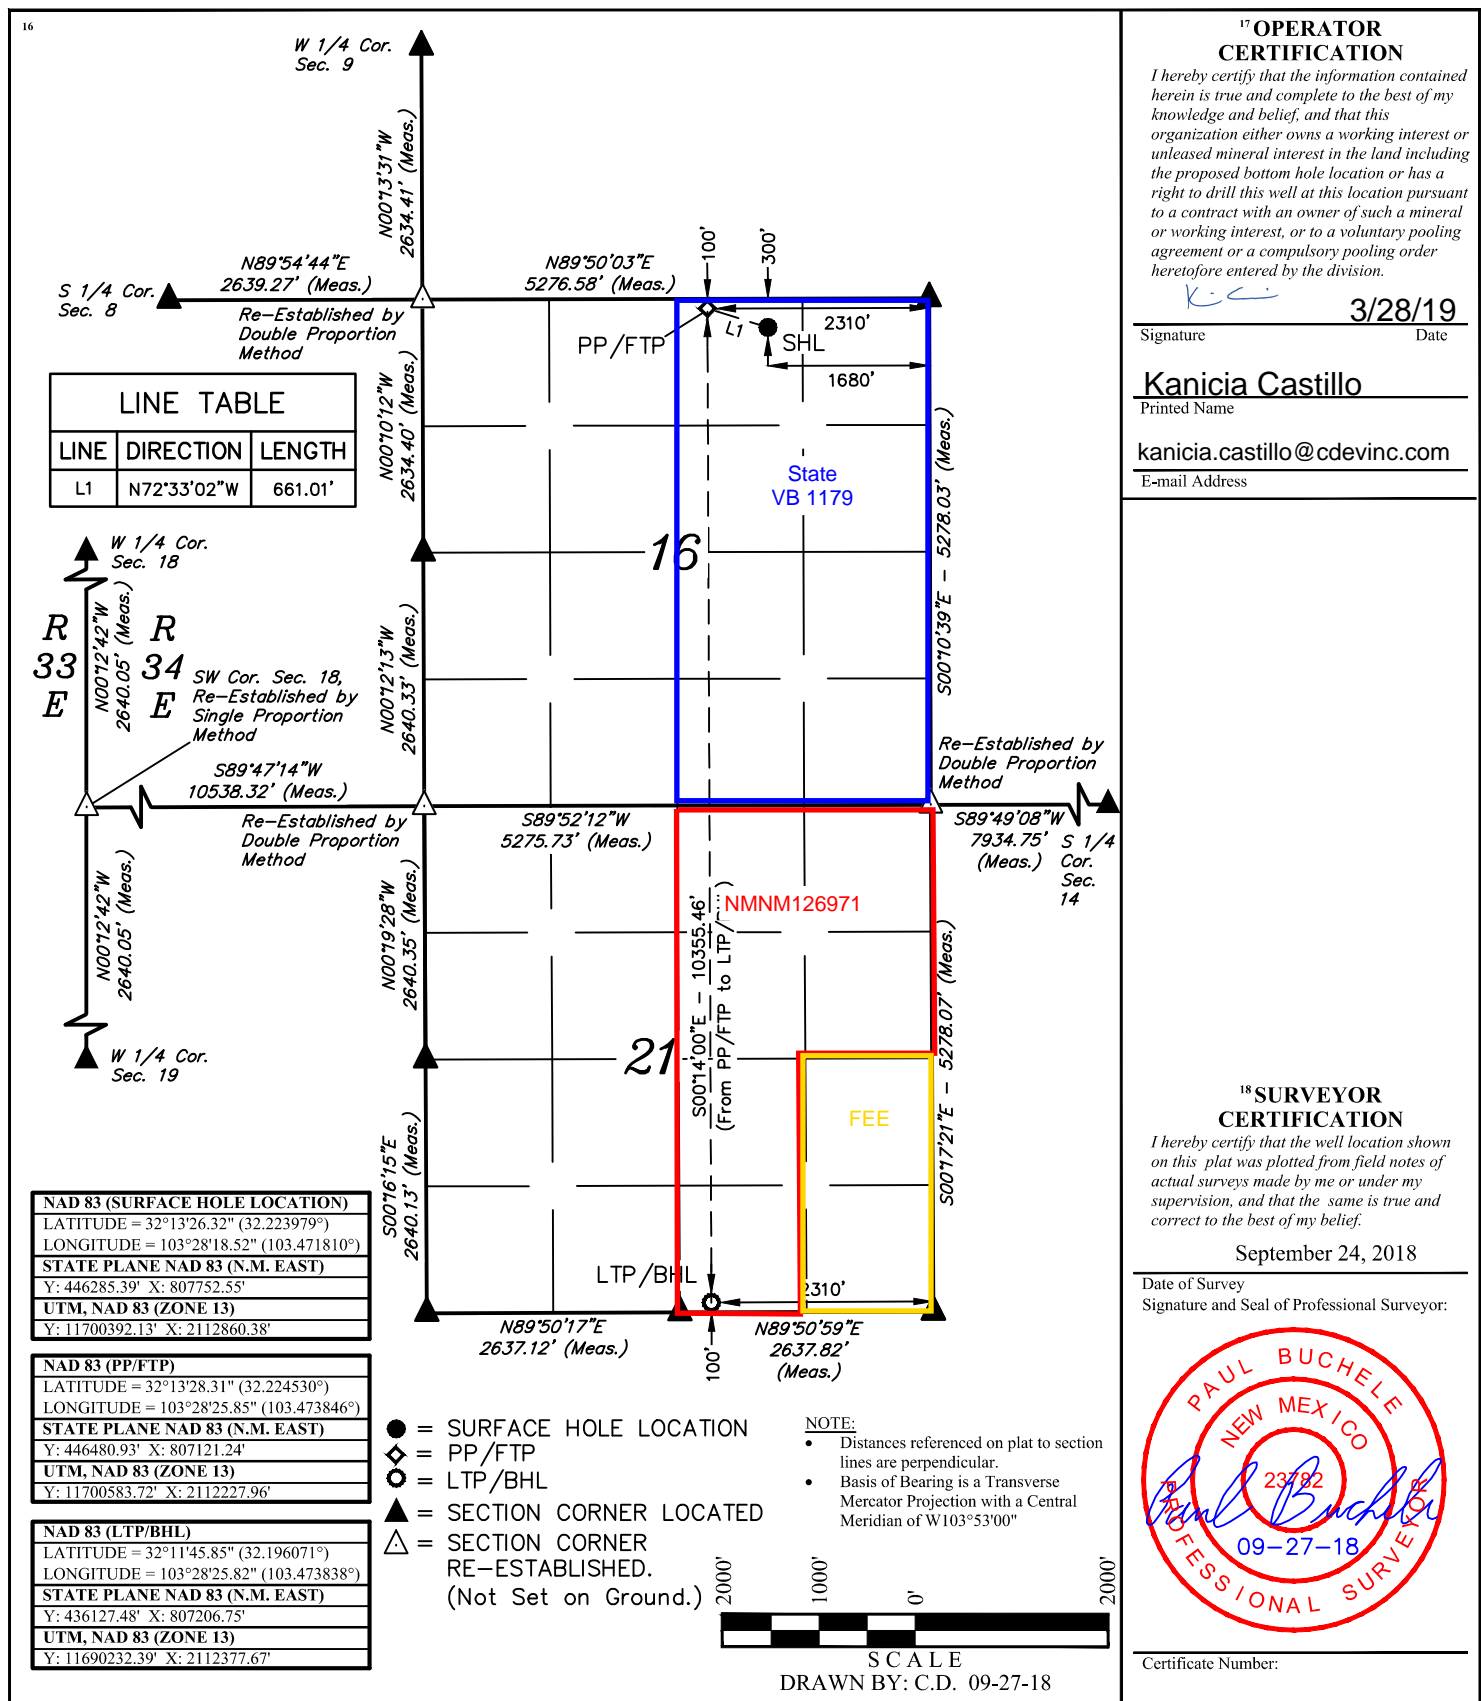 16
W 1/4 Cor.
Sec. 9
N00°13'31"W
2634.41' (Meas.)
N89°54'44"E
2639.27' (Meas.)
N89°50'03"E
5276.58' (Meas.)
100'
300'
S 1/4 Cor.
Sec. 8
Re-Established by
Double Proportion
Method
PP/FTP
L1
2310'
SHL
1680'
LINE TABLE
LINE DIRECTION LENGTH
L1 N72°33'02"W 661.01'
N00°10'12"W
2634.40' (Meas.)
State
VB 1179
S00°10'39"E - 5278.03' (Meas.)
16
W 1/4 Cor.
Sec. 18
R
33
E
N00°12'42"W
2640.05' (Meas.)
R
34
E
SW Cor. Sec. 18,
Re-Established by
Single Proportion
Method
N00°12'13"W
2640.33' (Meas.)
S89°47'14"W
10538.32' (Meas.)
Re-Established by
Double Proportion
Method
S89°52'12"W
5275.73' (Meas.)
Re-Established by
Double Proportion
Method
S89°49'08"W
7934.75'
(Meas.)
S 1/4
Cor.
Sec.
14
N00°12'42"W
2640.05' (Meas.)
N00°19'28"W
2640.35' (Meas.)
NMNM126971
S00°14'00"E - 10355.46'
(From PP/FTP to LTP/
S00°17'21"E - 5278.07' (Meas.)
21
W 1/4 Cor.
Sec. 19
FEE
S00°16'15"E
2640.13' (Meas.)
LTP/BHL
2310'
N89°50'17"E
2637.12' (Meas.)
100'
N89°50'59"E
2637.82'
(Meas.)
NAD 83 (SURFACE HOLE LOCATION)
LATITUDE = 32°13'26.32" (32.223979°)
LONGITUDE = 103°28'18.52" (103.471810°)
STATE PLANE NAD 83 (N.M. EAST)
Y: 446285.39' X: 807752.55'
UTM, NAD 83 (ZONE 13)
Y: 11700392.13' X: 2112860.38'
NAD 83 (PP/FTP)
LATITUDE = 32°13'28.31" (32.224530°)
LONGITUDE = 103°28'25.85" (103.473846°)
STATE PLANE NAD 83 (N.M. EAST)
Y: 446480.93' X: 807121.24'
UTM, NAD 83 (ZONE 13)
Y: 11700583.72' X: 2112227.96'
NAD 83 (LTP/BHL)
LATITUDE = 32°11'45.85" (32.196071°)
LONGITUDE = 103°28'25.82" (103.473838°)
STATE PLANE NAD 83 (N.M. EAST)
Y: 436127.48' X: 807206.75'
UTM, NAD 83 (ZONE 13)
Y: 11690232.39' X: 2112377.67'
= SURFACE HOLE LOCATION
= PP/FTP
= LTP/BHL
= SECTION CORNER LOCATED
= SECTION CORNER
RE-ESTABLISHED.
(Not Set on Ground.)
NOTE:
• Distances referenced on plat to section
lines are perpendicular.
• Basis of Bearing is a Transverse
Mercator Projection with a Central
Meridian of W103°53'00"
2000' 1000' 0' 2000'
SCALE
DRAWN BY: C.D. 09-27-18
17 OPERATOR
CERTIFICATION
I hereby certify that the information contained
herein is true and complete to the best of my
knowledge and belief, and that this
organization either owns a working interest or
unleased mineral interest in the land including
the proposed bottom hole location or has a
right to drill this well at this location pursuant
to a contract with an owner of such a mineral
or working interest, or to a voluntary pooling
agreement or a compulsory pooling order
heretofore entered by the division.
3/28/19
Signature Date
Kanicia Castillo
Printed Name
kanicia.castillo@cdevinc.com
E-mail Address
18 SURVEYOR
CERTIFICATION
I hereby certify that the well location shown
on this plat was plotted from field notes of
actual surveys made by me or under my
supervision, and that the same is true and
correct to the best of my belief.
September 24, 2018
Date of Survey
Signature and Seal of Professional Surveyor:
PAUL BUCHELE
NEW MEXICO
23782
Paul Buchele
09-27-18
PROFESSIONAL SURVEYOR
Certificate Number: